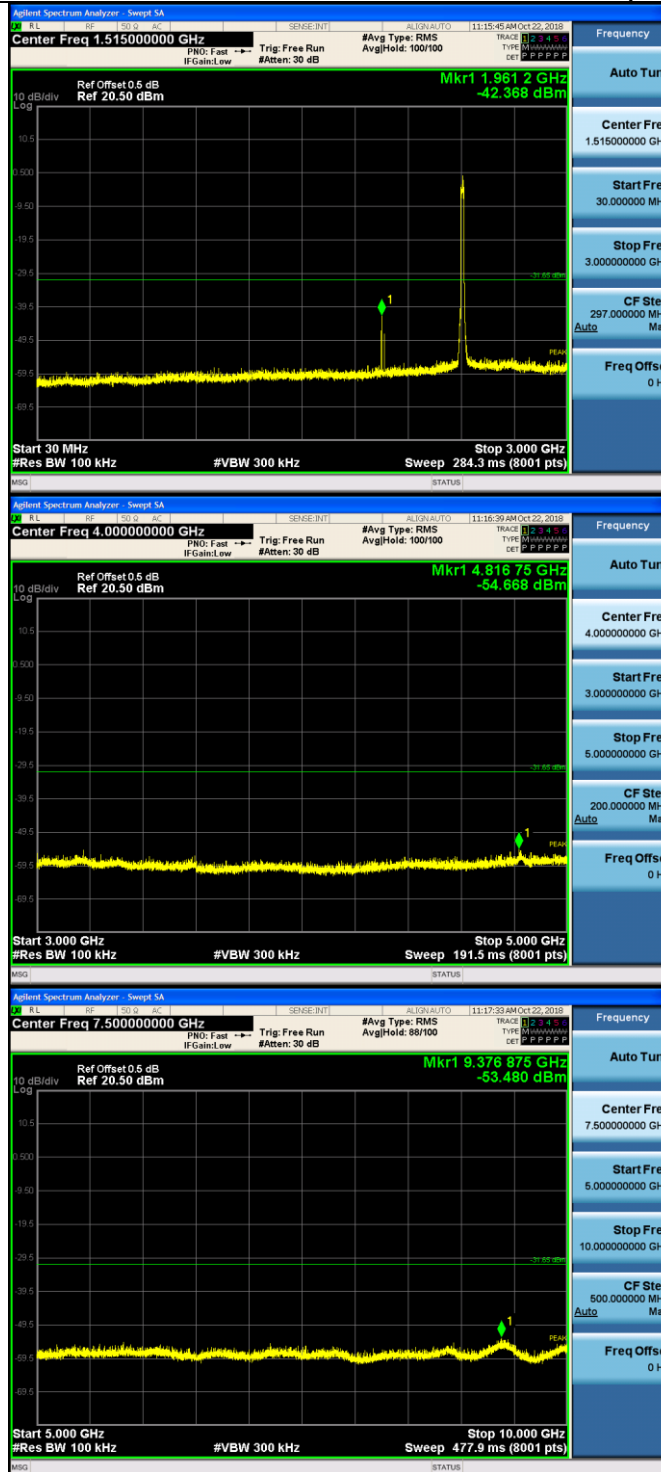 Agilent Spectrum Analyzer - Swept SA
RL RF 50 Ω AC SENSE:INT ALIGNAUTO 11:15:45 AM Oct 22, 2018
Center Freq 1.515000000 GHz #Avg Type: RMS TRACE 1 2 3 4 5 6 Frequency
PNO: Fast Trig: Free Run Avg|Hold: 100/100 TYPE M
IFGain:Low #Atten: 30 dB DET P P P P P P
Auto Tun
Mkr1 1.961 2 GHz
Ref Offset 0.5 dB
-42.368 dBm
10 dB/div Ref 20.50 dBm
Log
Center Fre
1.515000000 GH
10.5
0.500
Start Fre
30.000000 MH
-9.50
-19.5
Stop Fre
3.000000000 GH
-29.5
-31.65 dBm
CF Ste
297.000000 MH
Auto Ma
-39.5
1
-49.5
PEAK
Freq Offse
0 H
-59.5
-69.5
Start 30 MHz Stop 3.000 GHz
#Res BW 100 kHz #VBW 300 kHz Sweep 284.3 ms (8001 pts)
MSG STATUS
Agilent Spectrum Analyzer - Swept SA
RL RF 50 Ω AC SENSE:INT ALIGNAUTO 11:16:39 AM Oct 22, 2018
Center Freq 4.000000000 GHz #Avg Type: RMS TRACE 1 2 3 4 5 6 Frequency
PNO: Fast Trig: Free Run Avg|Hold: 100/100 TYPE M
IFGain:Low #Atten: 30 dB DET P P P P P P
Auto Tun
Mkr1 4.816 75 GHz
Ref Offset 0.5 dB
-54.668 dBm
10 dB/div Ref 20.50 dBm
Log
Center Fre
4.000000000 GH
10.5
0.500
Start Fre
3.000000000 GH
-9.50
-19.5
Stop Fre
5.000000000 GH
-29.5
-31.65 dBm
CF Ste
200.000000 MH
Auto Ma
-39.5
-49.5
1
PEAK
Freq Offse
0 H
-59.5
-69.5
Start 3.000 GHz Stop 5.000 GHz
#Res BW 100 kHz #VBW 300 kHz Sweep 191.5 ms (8001 pts)
MSG STATUS
Agilent Spectrum Analyzer - Swept SA
RL RF 50 Ω AC SENSE:INT ALIGNAUTO 11:17:33 AM Oct 22, 2018
Center Freq 7.500000000 GHz #Avg Type: RMS TRACE 1 2 3 4 5 6 Frequency
PNO: Fast Trig: Free Run Avg|Hold: 88/100 TYPE M
IFGain:Low #Atten: 30 dB DET P P P P P P
Auto Tun
Mkr1 9.376 875 GHz
Ref Offset 0.5 dB
-53.480 dBm
10 dB/div Ref 20.50 dBm
Log
Center Fre
7.500000000 GH
10.5
0.500
Start Fre
5.000000000 GH
-9.50
-19.5
Stop Fre
10.000000000 GH
-29.5
-31.65 dBm
CF Ste
500.000000 MH
Auto Ma
-39.5
-49.5
1
PEAK
Freq Offse
0 H
-59.5
-69.5
Start 5.000 GHz Stop 10.000 GHz
#Res BW 100 kHz #VBW 300 kHz Sweep 477.9 ms (8001 pts)
MSG STATUS